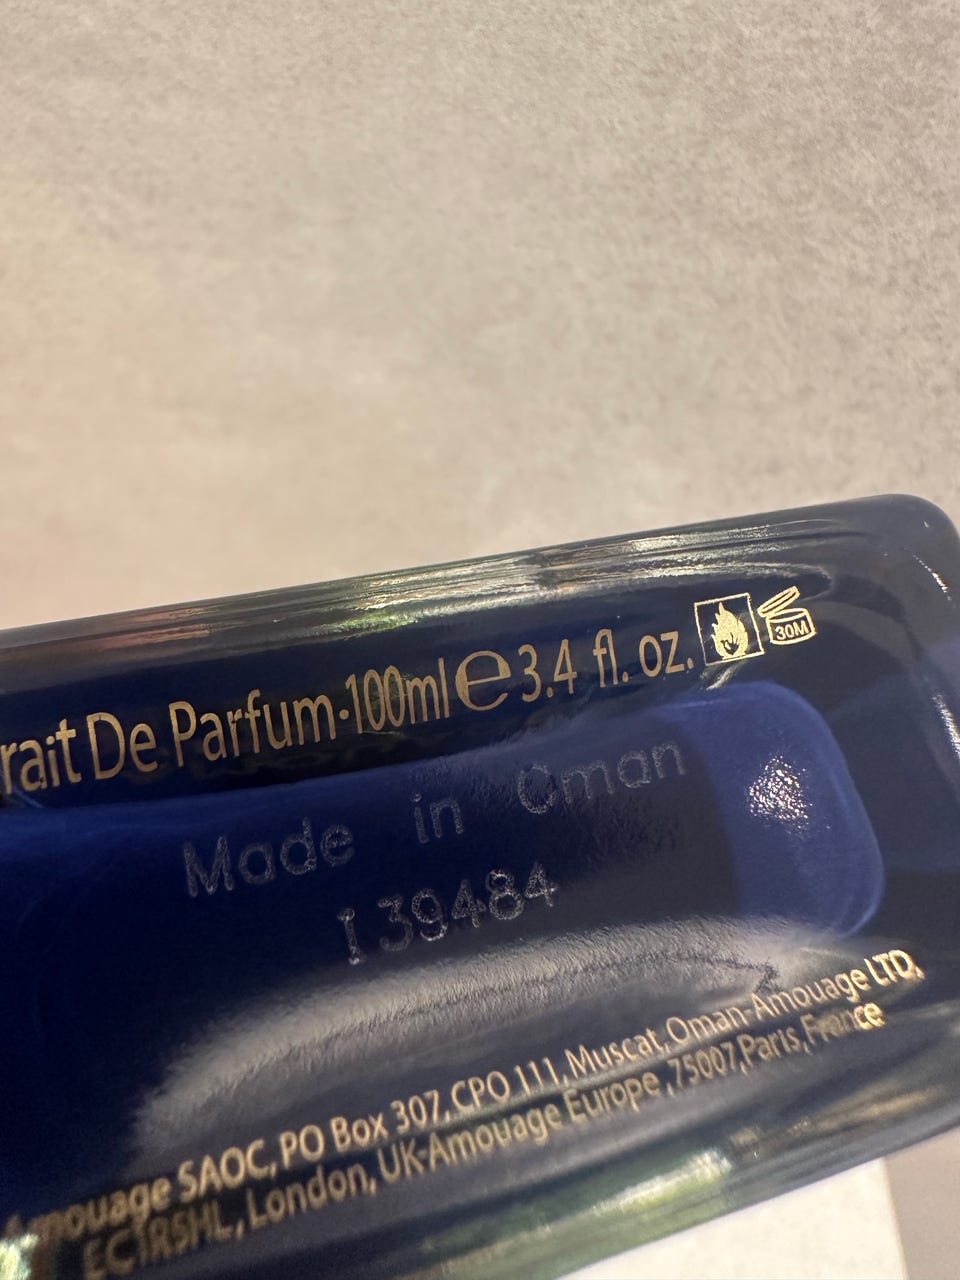 rait De Parfum•100ml℮3.4 fl. oz. 30M
Made in Oman
139484
Amouage SAOC, PO Box 307, CPO 111, Muscat, Oman-Amouage LTD,
EC1R5HL, London, UK-Amouage Europe, 75007, Paris, France